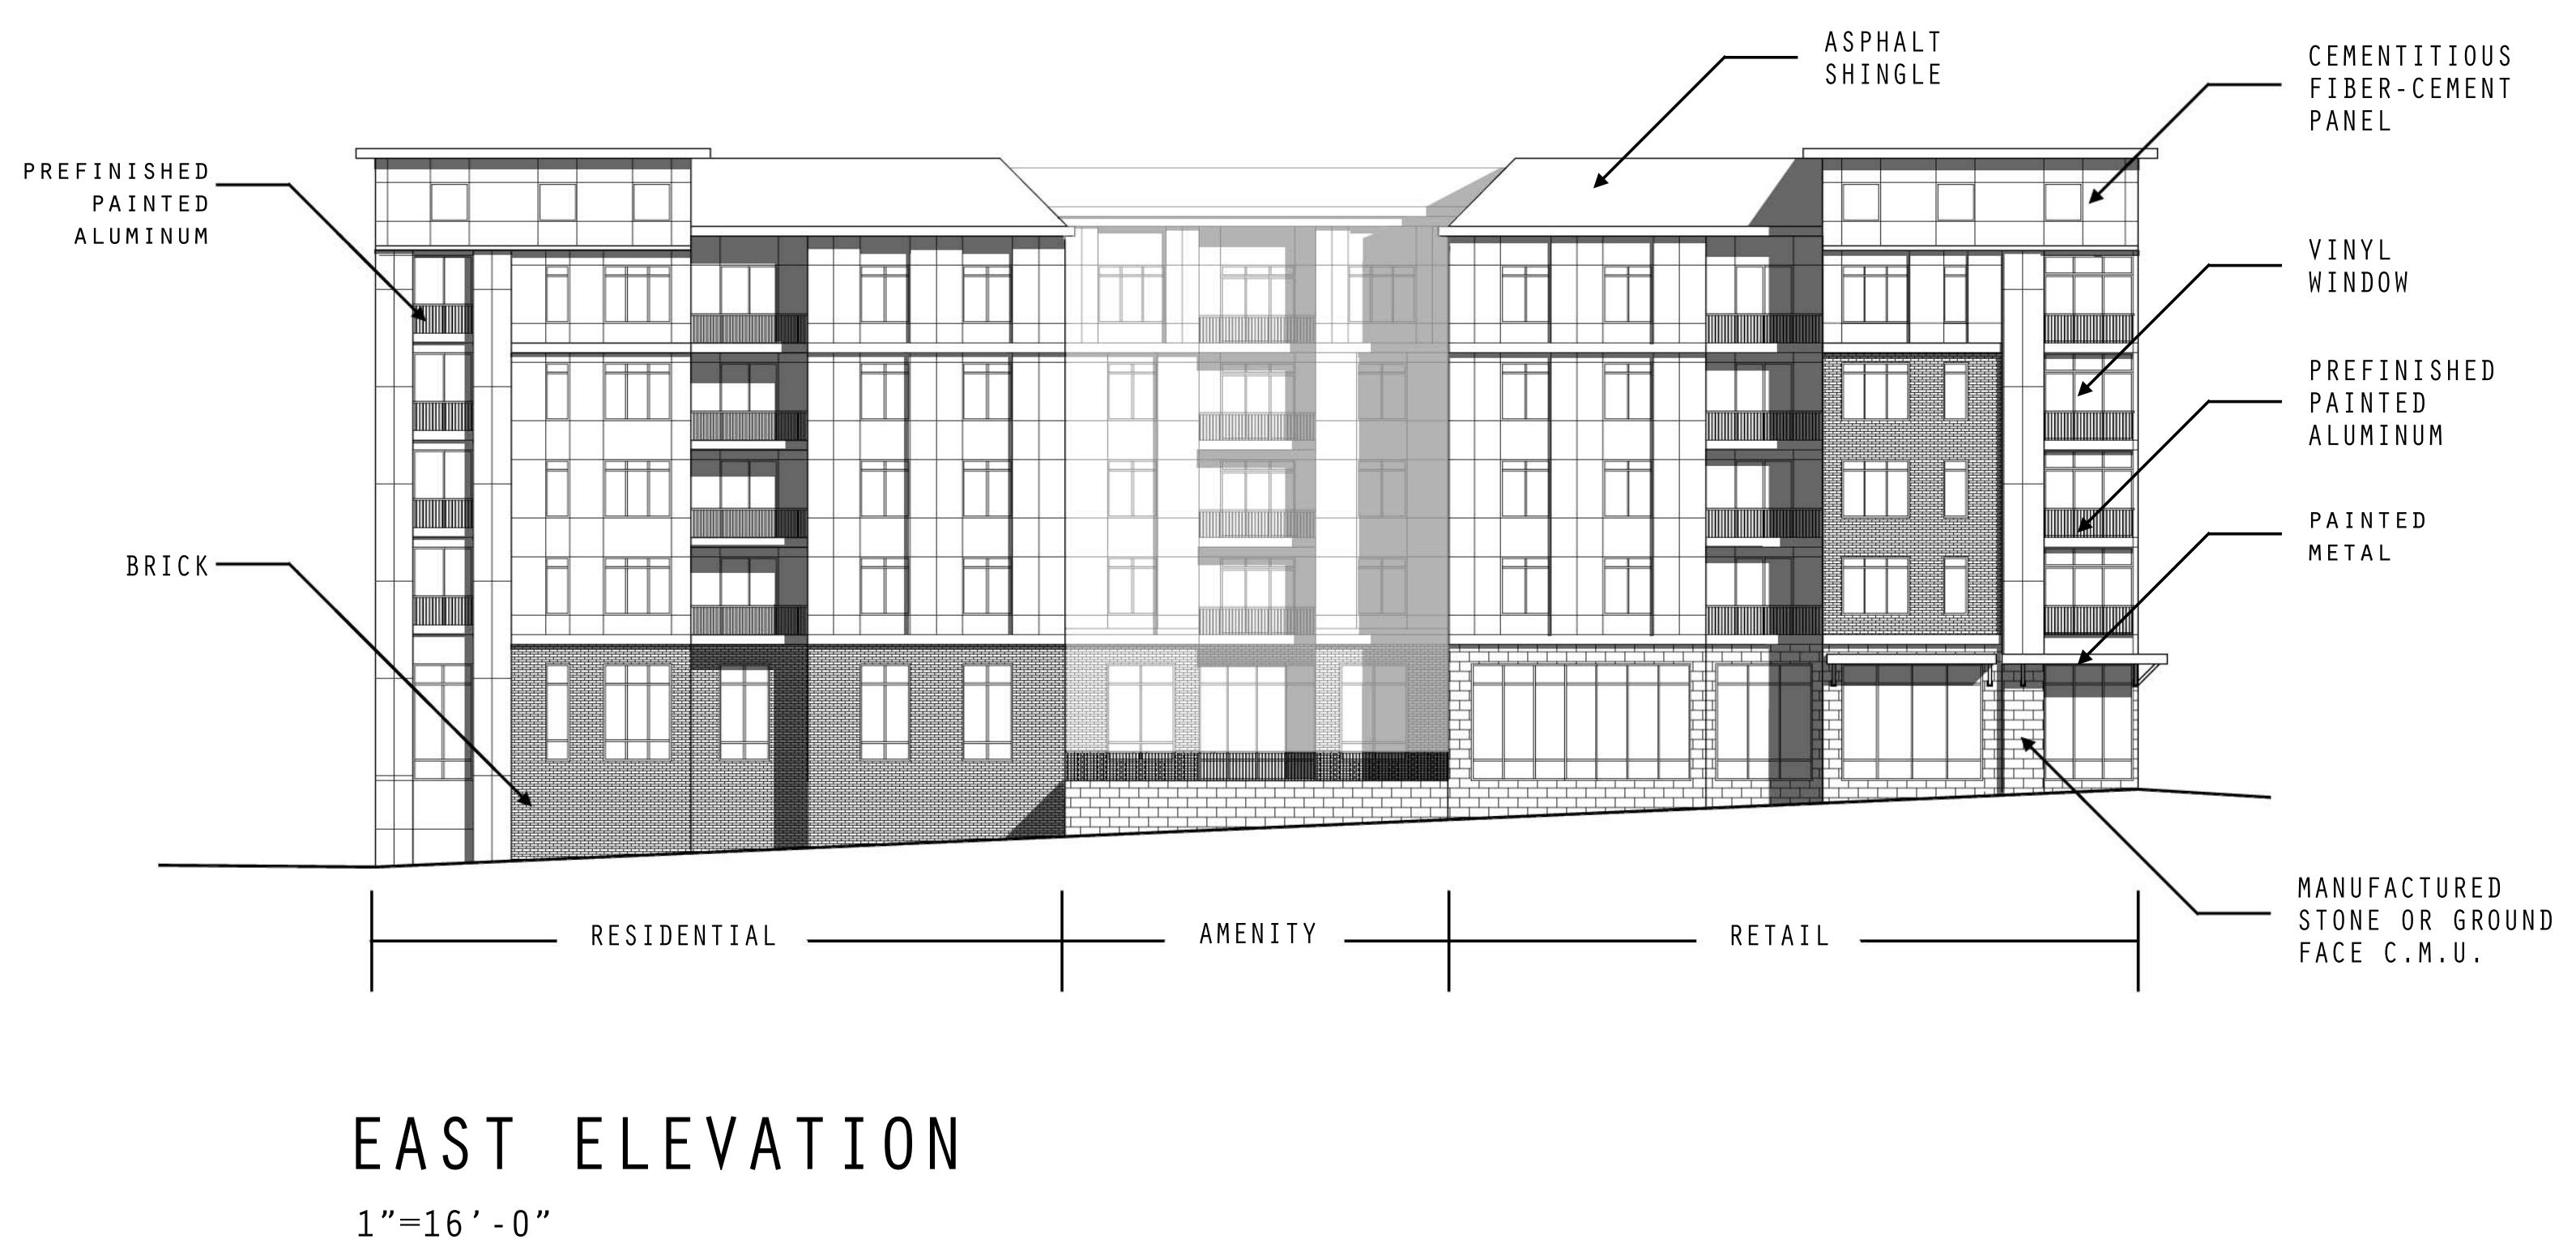 ASPHALT
SHINGLE
CEMENTITIOUS
FIBER-CEMENT
PANEL
PREFINISHED
PAINTED
ALUMINUM
VINYL
WINDOW
PREFINISHED
PAINTED
ALUMINUM
PAINTED
METAL
BRICK
MANUFACTURED
STONE OR GROUND
FACE C.M.U.
RESIDENTIAL
AMENITY
RETAIL
EAST ELEVATION
1”=16’-0”